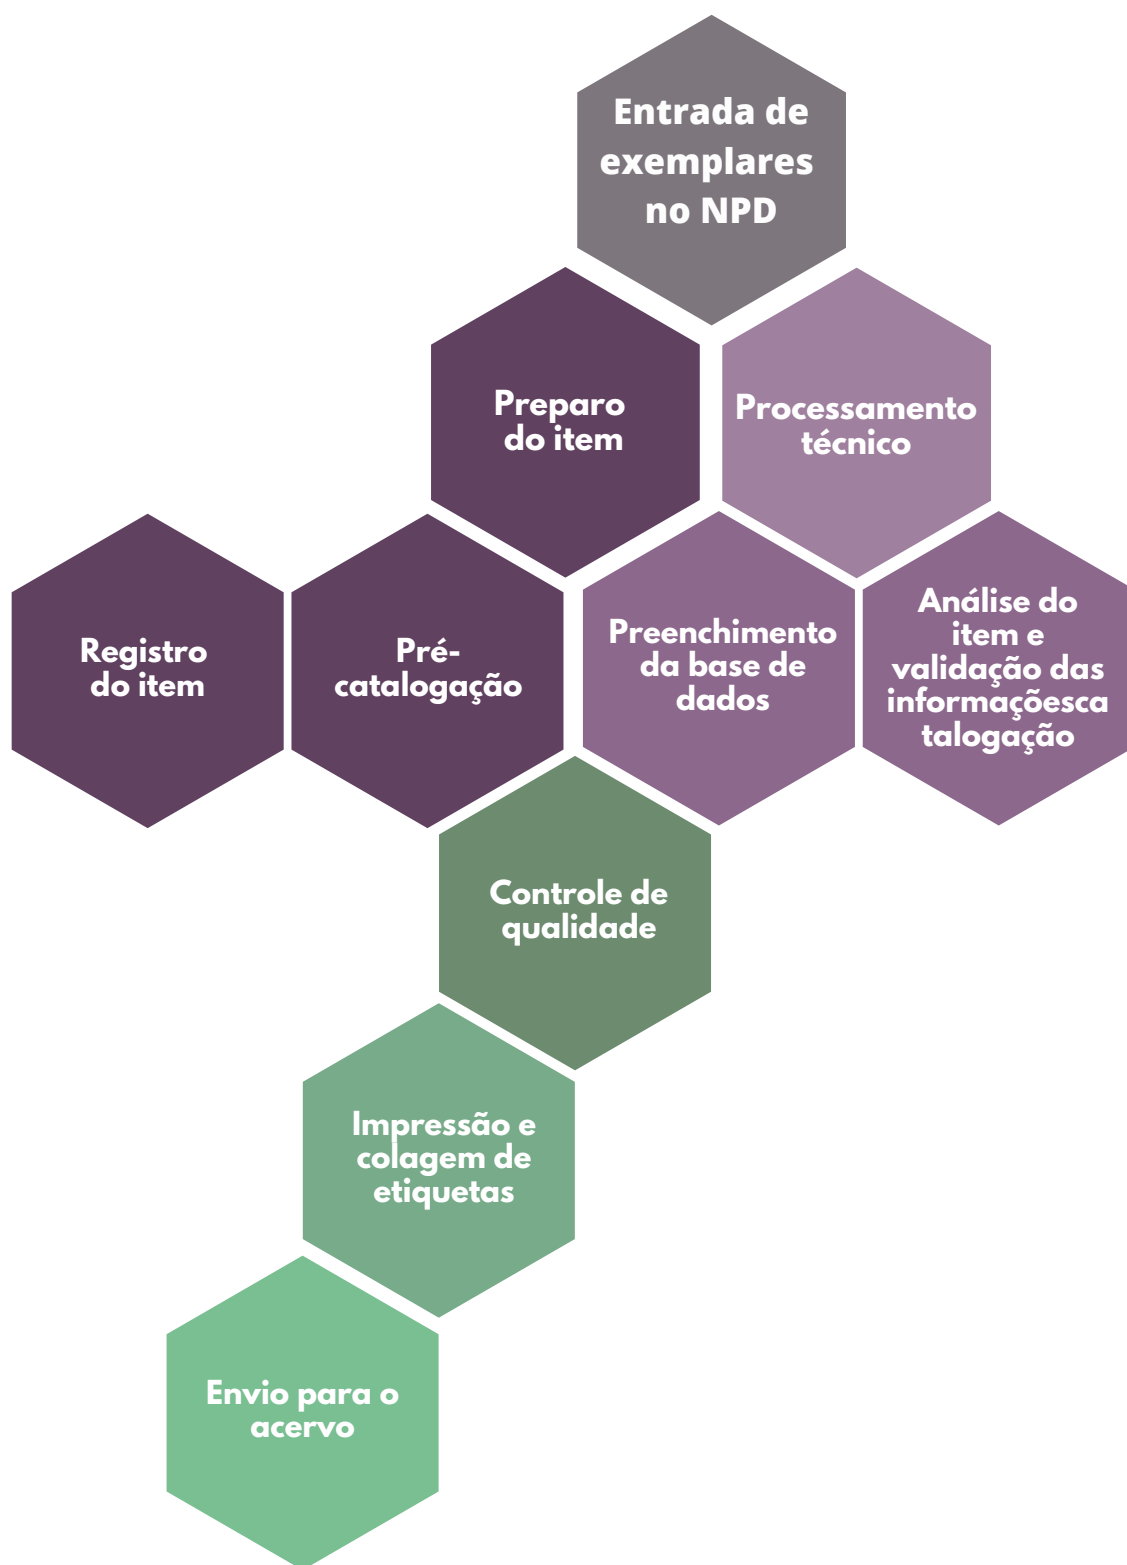 Entrada de
exemplares
no NPD
Preparo
do item
Processamento
técnico
Registro
do item
Pré-
catalogação
Preenchimento
da base de
dados
Análise do
item e
validação das
informaçõesca
talogação
Controle de
qualidade
Impressão e
colagem de
etiquetas
Envio para o
acervo